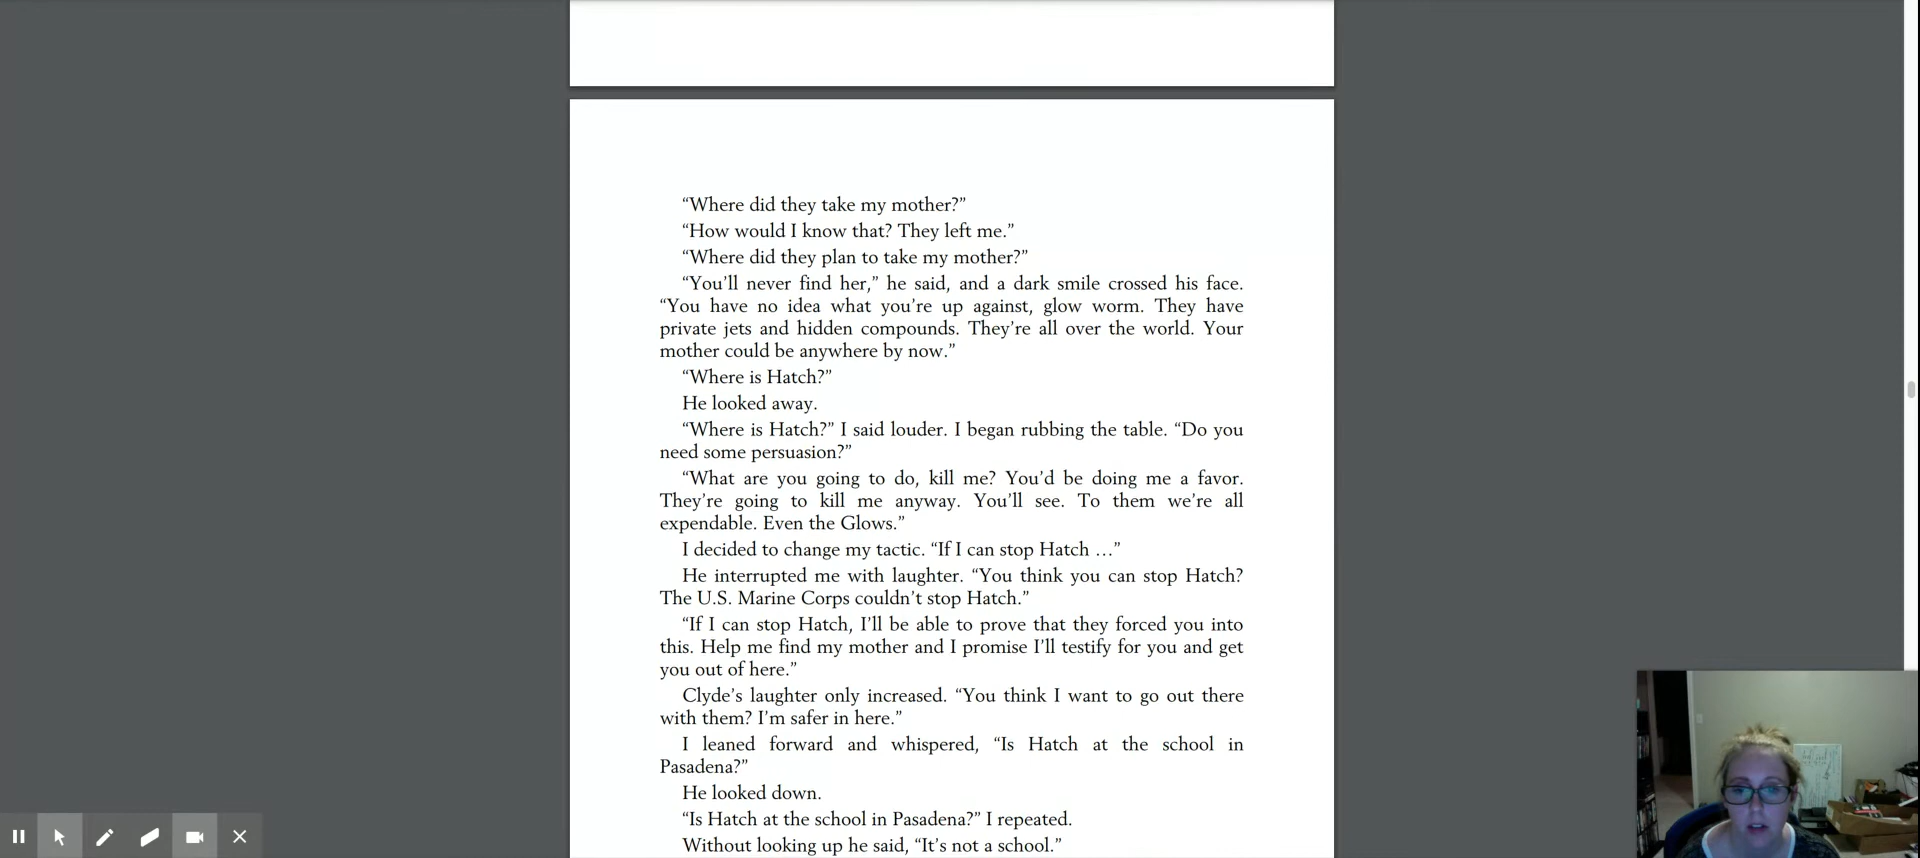 “Where did they take my mother?”
“How would I know that? They left me.”
“Where did they plan to take my mother?”
“You’ll never find her,” he said, and a dark smile crossed his face.
“You have no idea what you’re up against, glow worm. They have
private jets and hidden compounds. They’re all over the world. Your
mother could be anywhere by now.”
“Where is Hatch?”
He looked away.
“Where is Hatch?” I said louder. I began rubbing the table. “Do you
need some persuasion?”
“What are you going to do, kill me? You’d be doing me a favor.
They’re going to kill me anyway. You’ll see. To them we’re all
expendable. Even the Glows.”
I decided to change my tactic. “If I can stop Hatch …”
He interrupted me with laughter. “You think you can stop Hatch?
The U.S. Marine Corps couldn’t stop Hatch.”
“If I can stop Hatch, I’ll be able to prove that they forced you into
this. Help me find my mother and I promise I’ll testify for you and get
you out of here.”
Clyde’s laughter only increased. “You think I want to go out there
with them? I’m safer in here.”
I leaned forward and whispered, “Is Hatch at the school in
Pasadena?”
He looked down.
“Is Hatch at the school in Pasadena?” I repeated.
Without looking up he said, “It’s not a school.”